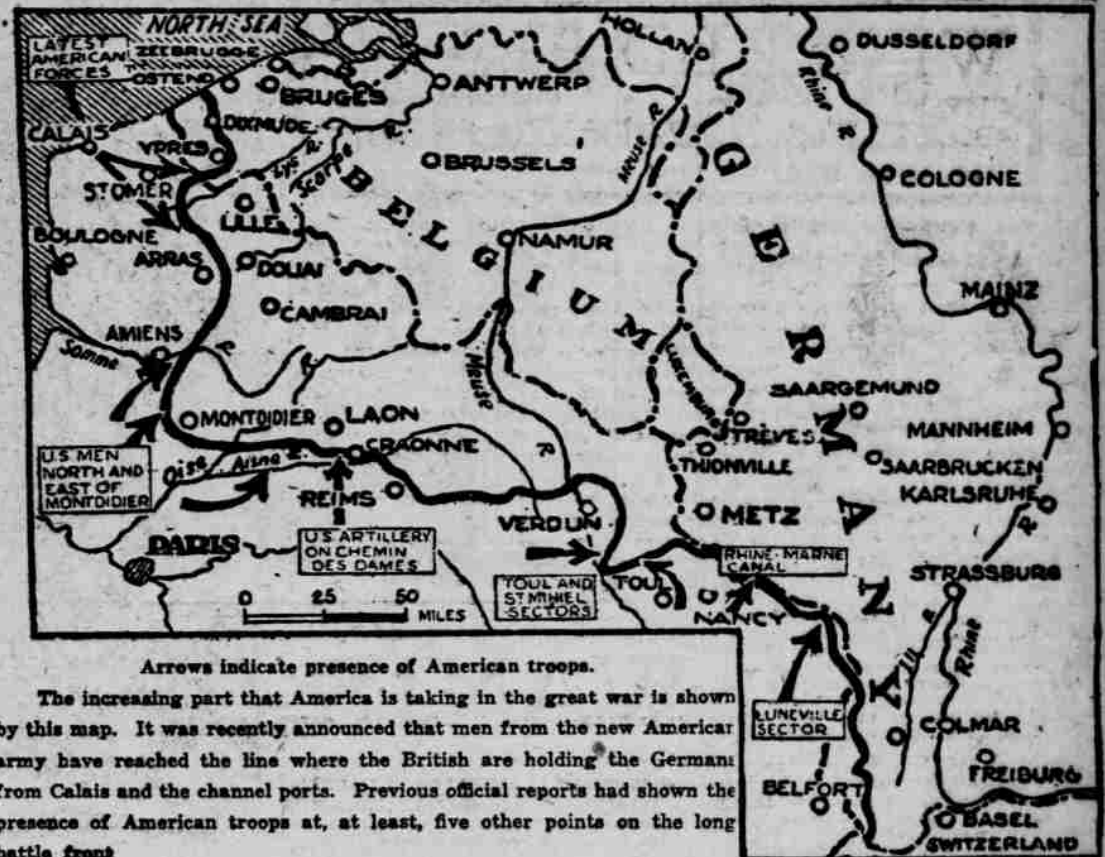 NORTH SEA
LATEST
AMERICAN
FORCES
ZEEBRUGGE
OSTEND
BRUGES
ANTWERP
HOLLAND
DUSSELDORF
Rhine
R.
CALAIS
DIXMUDE
YPRES
Lys R.
Scarpe
R.
BRUSSELS
MEUSE
R.
COLOGNE
ST OMER
LILLE
BELGIUM
GERMANY
BOULOGNE
ARRAS
DOUAI
NAMUR
CAMBRAI
MAINZ
AMIENS
Somme
R.
Meuse
R.
LUXEMBURG
SAARGEMUND
MONTDIDIER
LAON
TRÈVES
MANNHEIM
U.S MEN
NORTH AND
EAST OF
MONTDIDIER
Oise
Aisne R.
CRAONNE
THIONVILLE
SAARBRUCKEN
KARLSRUHE
R.
REIMS
VERDUN
METZ
PARIS
U.S ARTILLERY
ON CHEMIN
DES DAMES
RHINE-MARNE
CANAL
STRASSBURG
0 25 50
MILES
TOUL AND
ST MIHIEL
SECTORS
TOUL
NANCY
Ill
R.
Rhine
LUNEVILLE
SECTOR
COLMAR
FREIBURG
BELFORT
BASEL
SWITZERLAND
Arrows indicate presence of American troops.
The increasing part that America is taking in the great war is shown
by this map. It was recently announced that men from the new American
army have reached the line where the British are holding the Germans
from Calais and the channel ports. Previous official reports had shown the
presence of American troops at, at least, five other points on the long
battle front